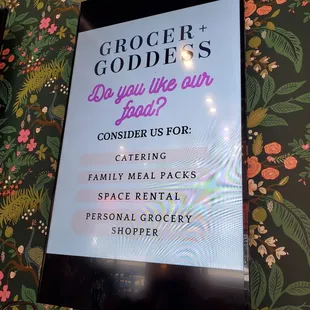 GROCER +
GODDESS
Do you like our
food?
CONSIDER US FOR:
CATERING
FAMILY MEAL PACKS
SPACE RENTAL
PERSONAL GROCERY
SHOPPER